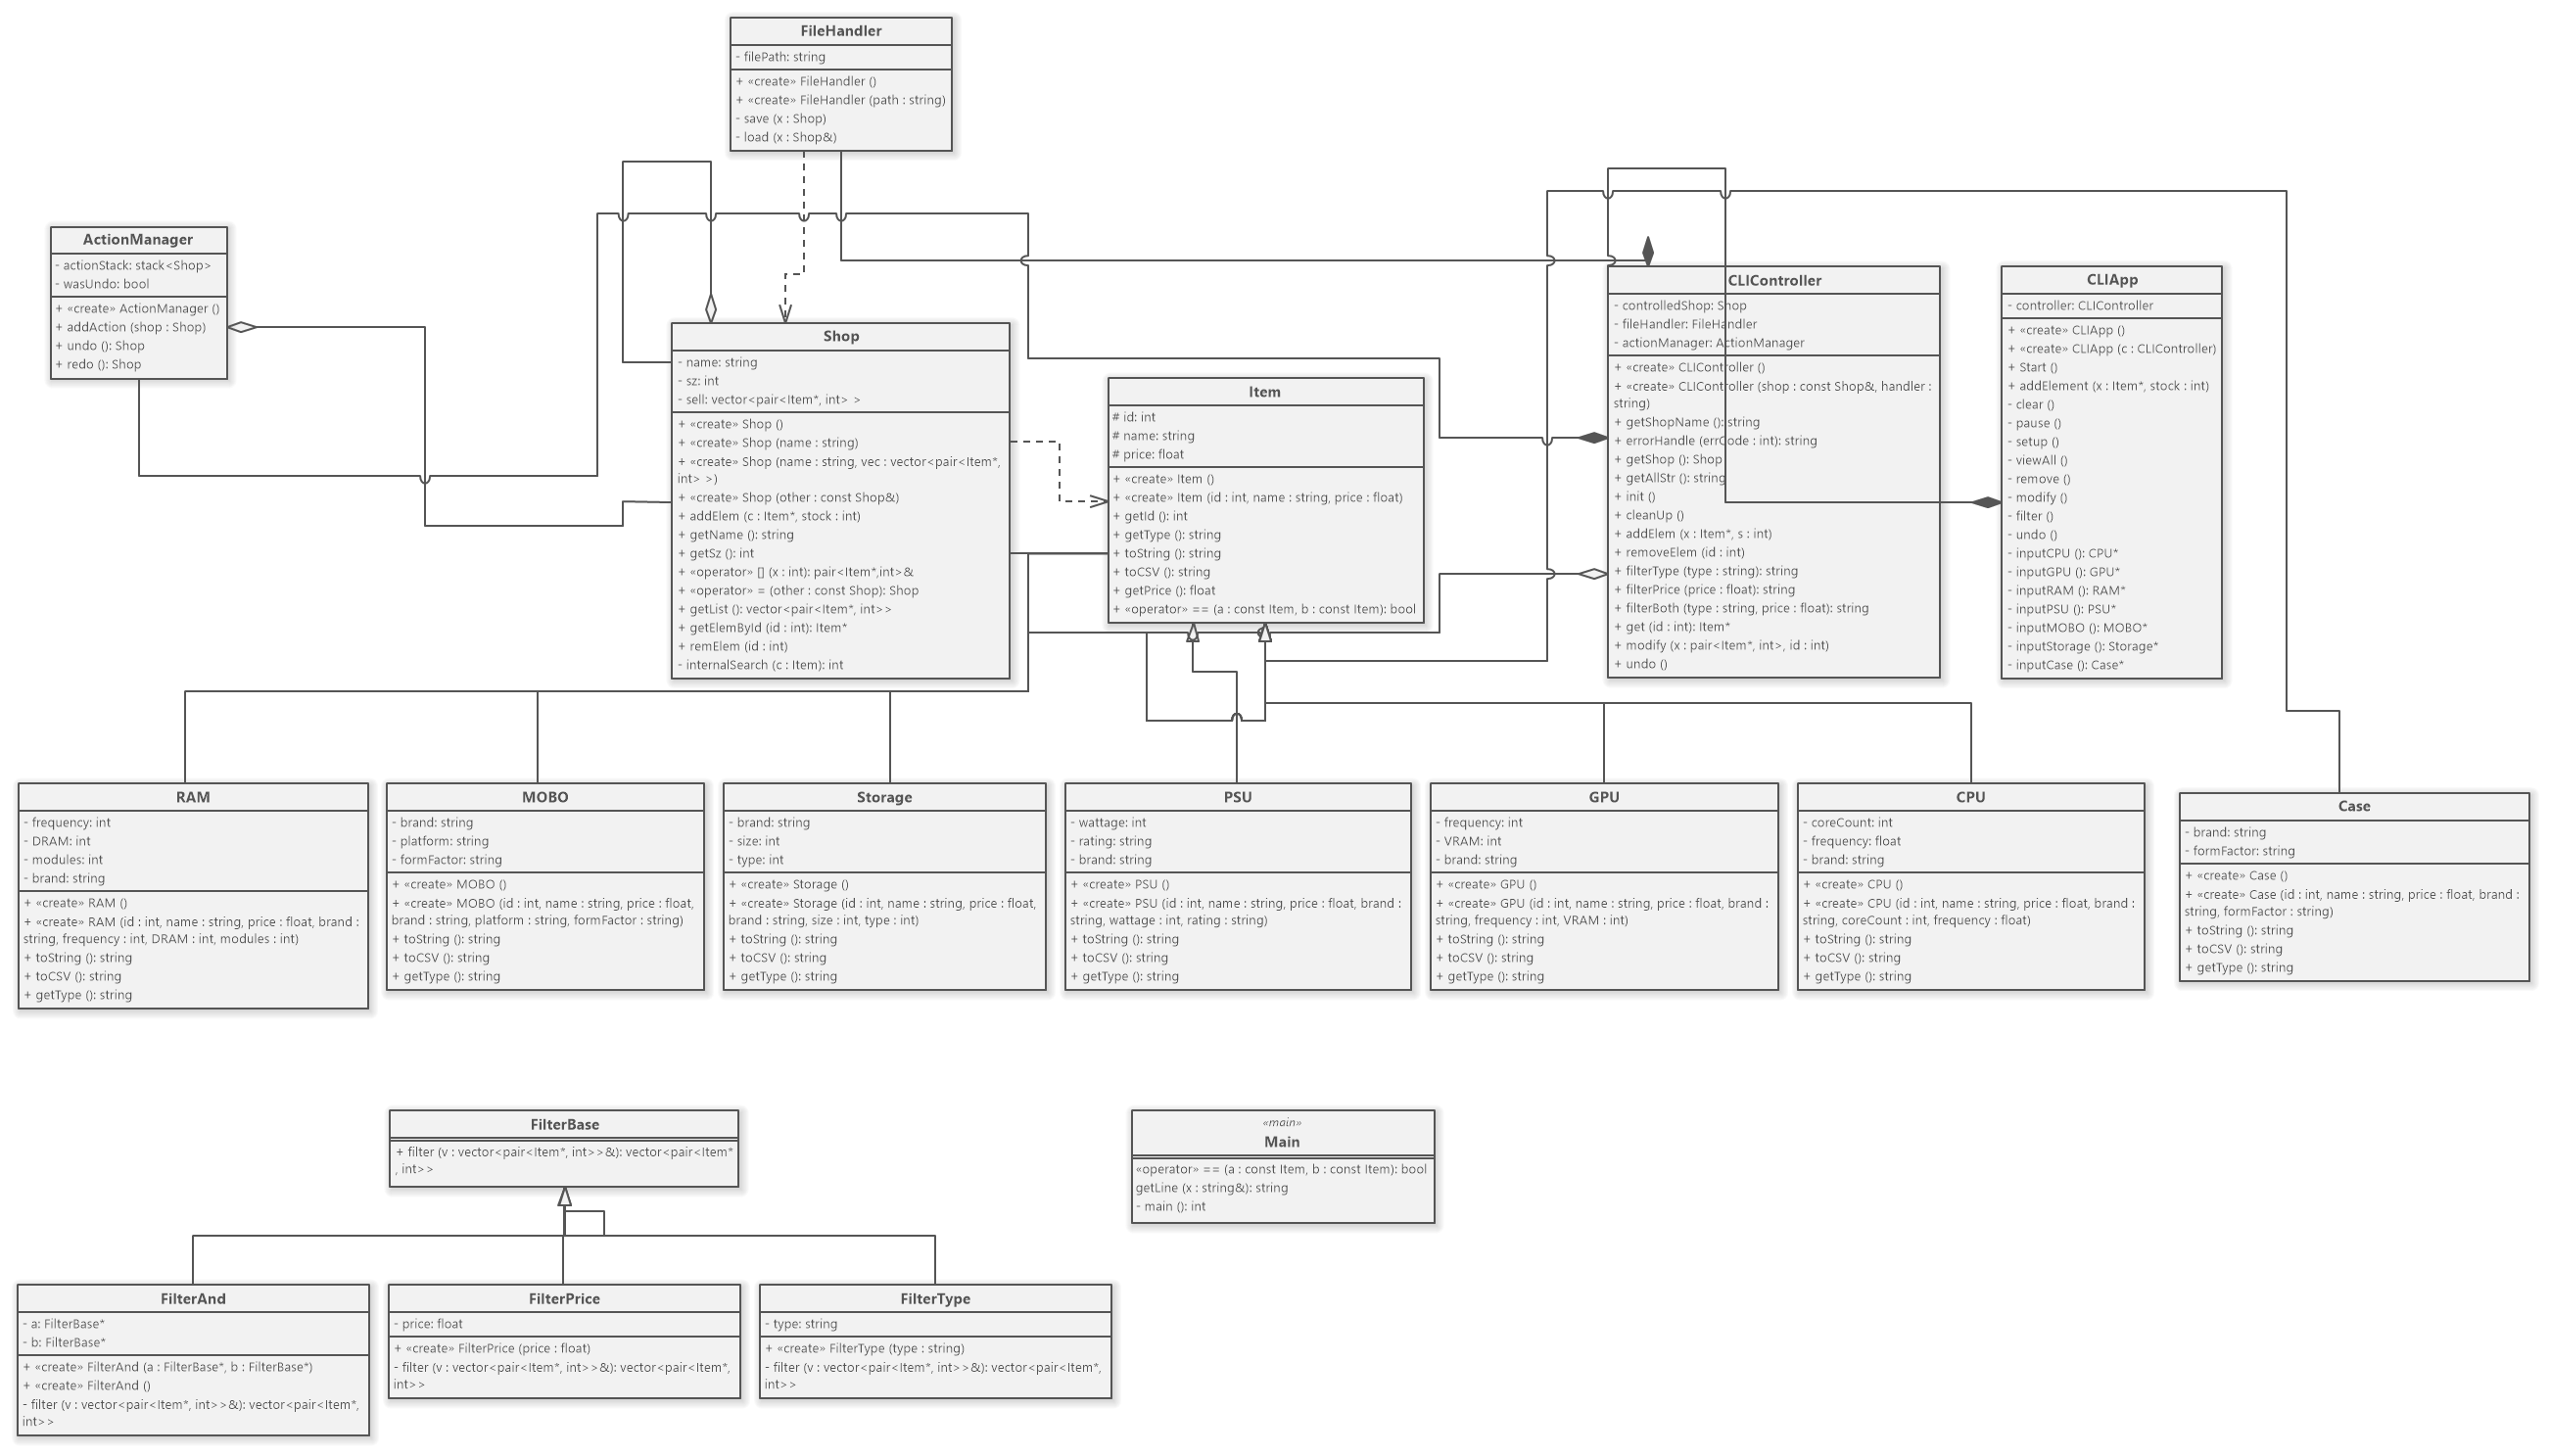 FileHandler
- filePath: string
+ «create» FileHandler ()
+ «create» FileHandler (path : string)
- save (x : Shop)
- load (x : Shop&)
ActionManager
- actionStack: stack<Shop>
- wasUndo: bool
+ «create» ActionManager ()
+ addAction (shop : Shop)
+ undo (): Shop
+ redo (): Shop
Shop
- name: string
- sz: int
- sell: vector<pair<Item*, int> >
+ «create» Shop ()
+ «create» Shop (name : string)
+ «create» Shop (name : string, vec : vector<pair<Item*,
int> >)
+ «create» Shop (other : const Shop&)
+ addElem (c : Item*, stock : int)
+ getName (): string
+ getSz (): int
+ «operator» [] (x : int): pair<Item*,int>&
+ «operator» = (other : const Shop): Shop
+ getList (): vector<pair<Item*, int>>
+ getElemById (id : int): Item*
+ remElem (id : int)
- internalSearch (c : Item): int
Item
# id: int
# name: string
# price: float
+ «create» Item ()
+ «create» Item (id : int, name : string, price : float)
+ getId (): int
+ getType (): string
+ toString (): string
+ toCSV (): string
+ getPrice (): float
+ «operator» == (a : const Item, b : const Item): bool
CLIController
- controlledShop: Shop
- fileHandler: FileHandler
- actionManager: ActionManager
+ «create» CLIController ()
+ «create» CLIController (shop : const Shop&, handler :
string)
+ getShopName (): string
+ errorHandle (errCode : int): string
+ getShop (): Shop
+ getAllStr (): string
+ init ()
+ cleanUp ()
+ addElem (x : Item*, s : int)
+ removeElem (id : int)
+ filterType (type : string): string
+ filterPrice (price : float): string
+ filterBoth (type : string, price : float): string
+ get (id : int): Item*
+ modify (x : pair<Item*, int>, id : int)
+ undo ()
CLIApp
- controller: CLIController
+ «create» CLIApp ()
+ «create» CLIApp (c : CLIController)
+ Start ()
+ addElement (x : Item*, stock : int)
- clear ()
- pause ()
- setup ()
- viewAll ()
- remove ()
- modify ()
- filter ()
- undo ()
- inputCPU (): CPU*
- inputGPU (): GPU*
- inputRAM (): RAM*
- inputPSU (): PSU*
- inputMOBO (): MOBO*
- inputStorage (): Storage*
- inputCase (): Case*
RAM
- frequency: int
- DRAM: int
- modules: int
- brand: string
+ «create» RAM ()
+ «create» RAM (id : int, name : string, price : float, brand :
string, frequency : int, DRAM : int, modules : int)
+ toString (): string
+ toCSV (): string
+ getType (): string
MOBO
- brand: string
- platform: string
- formFactor: string
+ «create» MOBO ()
+ «create» MOBO (id : int, name : string, price : float,
brand : string, platform : string, formFactor : string)
+ toString (): string
+ toCSV (): string
+ getType (): string
Storage
- brand: string
- size: int
- type: int
+ «create» Storage ()
+ «create» Storage (id : int, name : string, price : float,
brand : string, size : int, type : int)
+ toString (): string
+ toCSV (): string
+ getType (): string
PSU
- wattage: int
- rating: string
- brand: string
+ «create» PSU ()
+ «create» PSU (id : int, name : string, price : float, brand :
string, wattage : int, rating : string)
+ toString (): string
+ toCSV (): string
+ getType (): string
GPU
- frequency: int
- VRAM: int
- brand: string
+ «create» GPU ()
+ «create» GPU (id : int, name : string, price : float, brand :
string, frequency : int, VRAM : int)
+ toString (): string
+ toCSV (): string
+ getType (): string
CPU
- coreCount: int
- frequency: float
- brand: string
+ «create» CPU ()
+ «create» CPU (id : int, name : string, price : float, brand :
string, coreCount : int, frequency : float)
+ toString (): string
+ toCSV (): string
+ getType (): string
Case
- brand: string
- formFactor: string
+ «create» Case ()
+ «create» Case (id : int, name : string, price : float, brand :
string, formFactor : string)
+ toString (): string
+ toCSV (): string
+ getType (): string
FilterBase
+ filter (v : vector<pair<Item*, int>>&): vector<pair<Item*
, int>>
«main»
Main
«operator» == (a : const Item, b : const Item): bool
getLine (x : string&): string
- main (): int
FilterAnd
- a: FilterBase*
- b: FilterBase*
+ «create» FilterAnd (a : FilterBase*, b : FilterBase*)
+ «create» FilterAnd ()
- filter (v : vector<pair<Item*, int>>&): vector<pair<Item*,
int>>
FilterPrice
- price: float
+ «create» FilterPrice (price : float)
- filter (v : vector<pair<Item*, int>>&): vector<pair<Item*,
int>>
FilterType
- type: string
+ «create» FilterType (type : string)
- filter (v : vector<pair<Item*, int>>&): vector<pair<Item*,
int>>